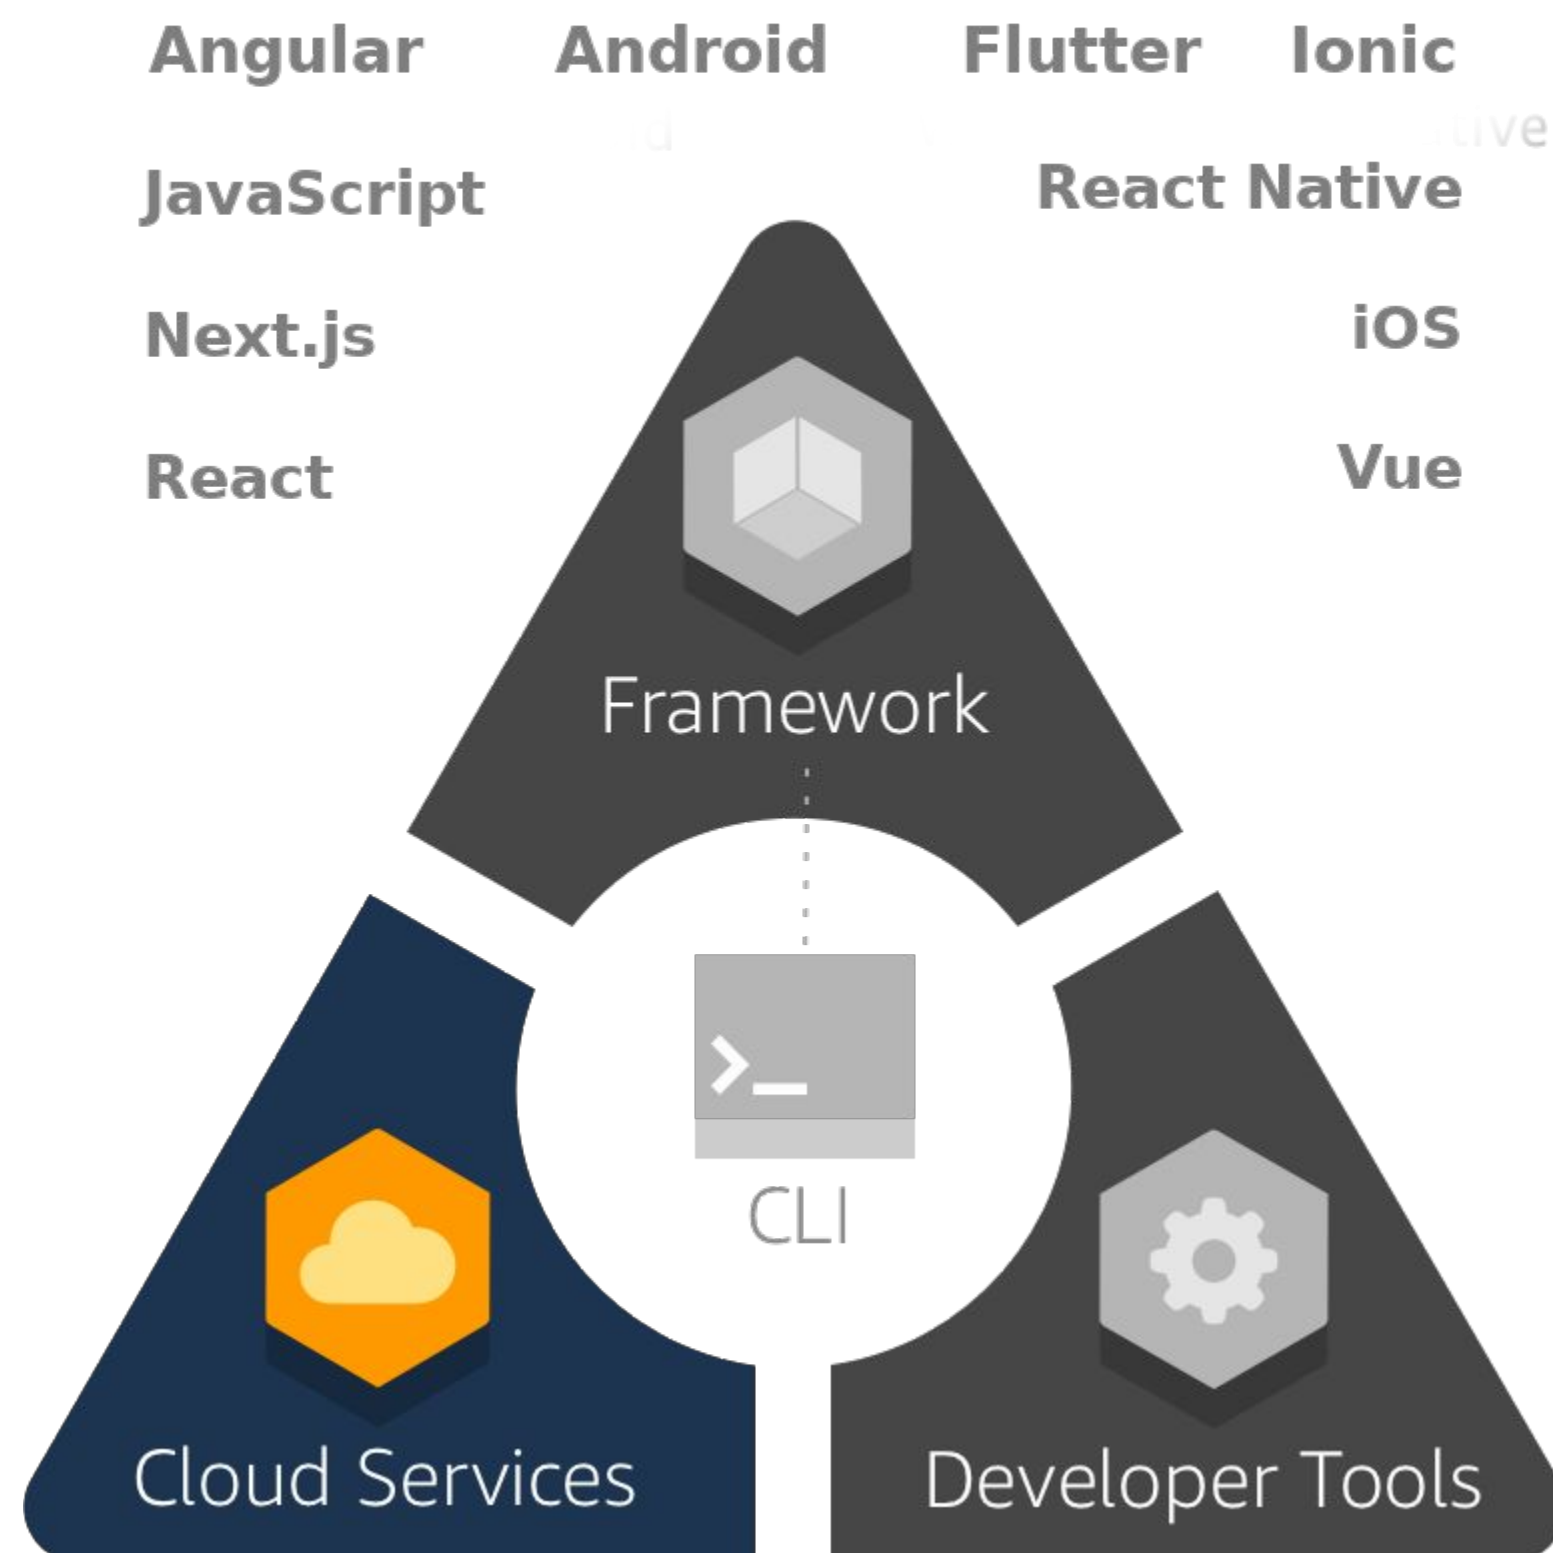 Angular Android Flutter Ionic
JavaScript
React Native
Next.js
iOS
React
Vue
Framework
>_
CLI
Cloud Services
Developer Tools